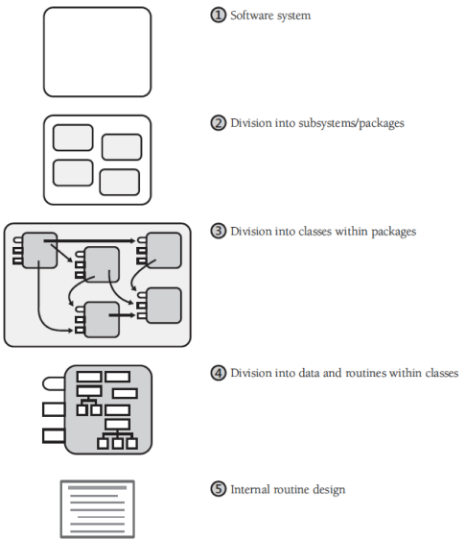 ① Software system
② Division into subsystems/packages
③ Division into classes within packages
④ Division into data and routines within classes
⑤ Internal routine design